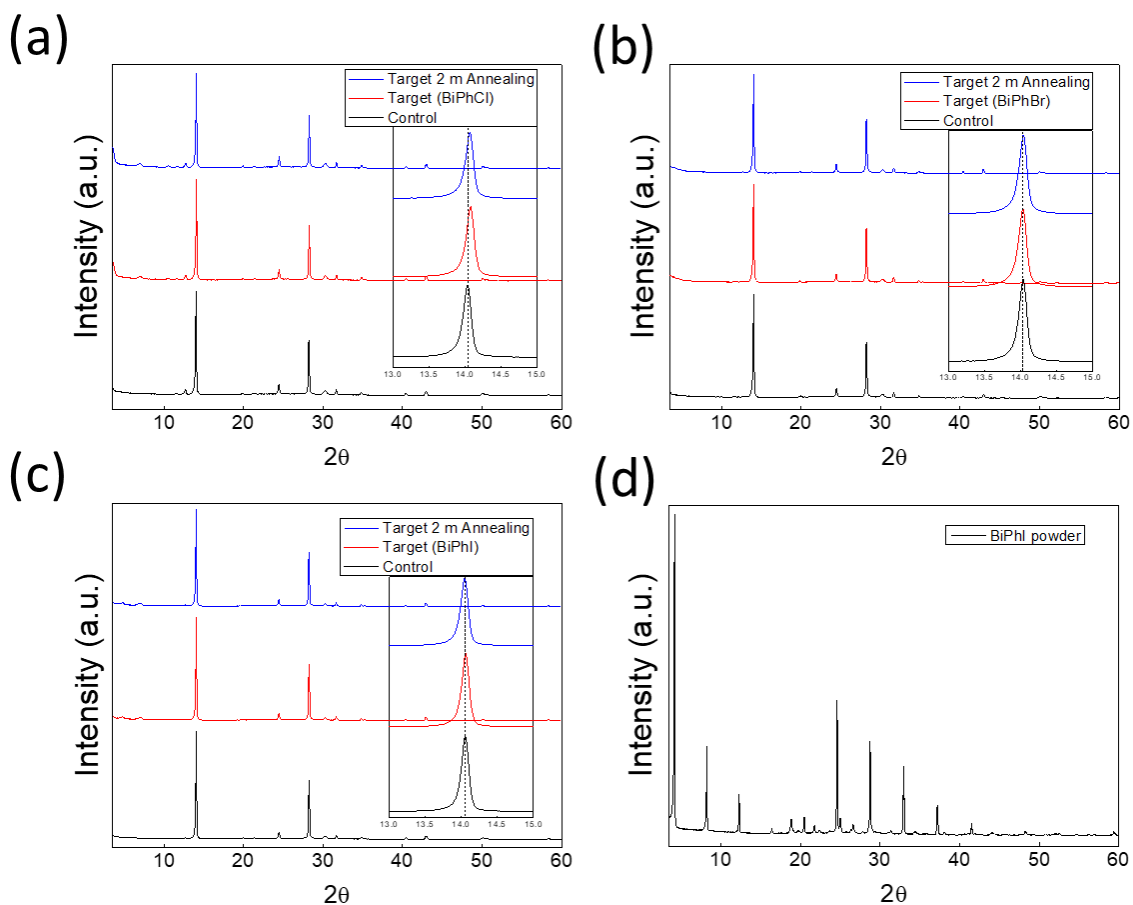 (a)
Intensity (a.u.)
Target 2 m Annealing
Target (BiPhCl)
Control
13.0 13.5 14.0 14.5 15.0
10 20 30 40 50 60
2θ
(b)
Intensity (a.u.)
Target 2 m Annealing
Target (BiPhBr)
Control
13.0 13.5 14.0 14.5 15.0
10 20 30 40 50 60
2θ
(c)
Intensity (a.u.)
Target 2 m Annealing
Target (BiPhI)
Control
13.0 13.5 14.0 14.5 15.0
10 20 30 40 50 60
2θ
(d)
Intensity (a.u.)
BiPhI powder
10 20 30 40 50 60
2θ